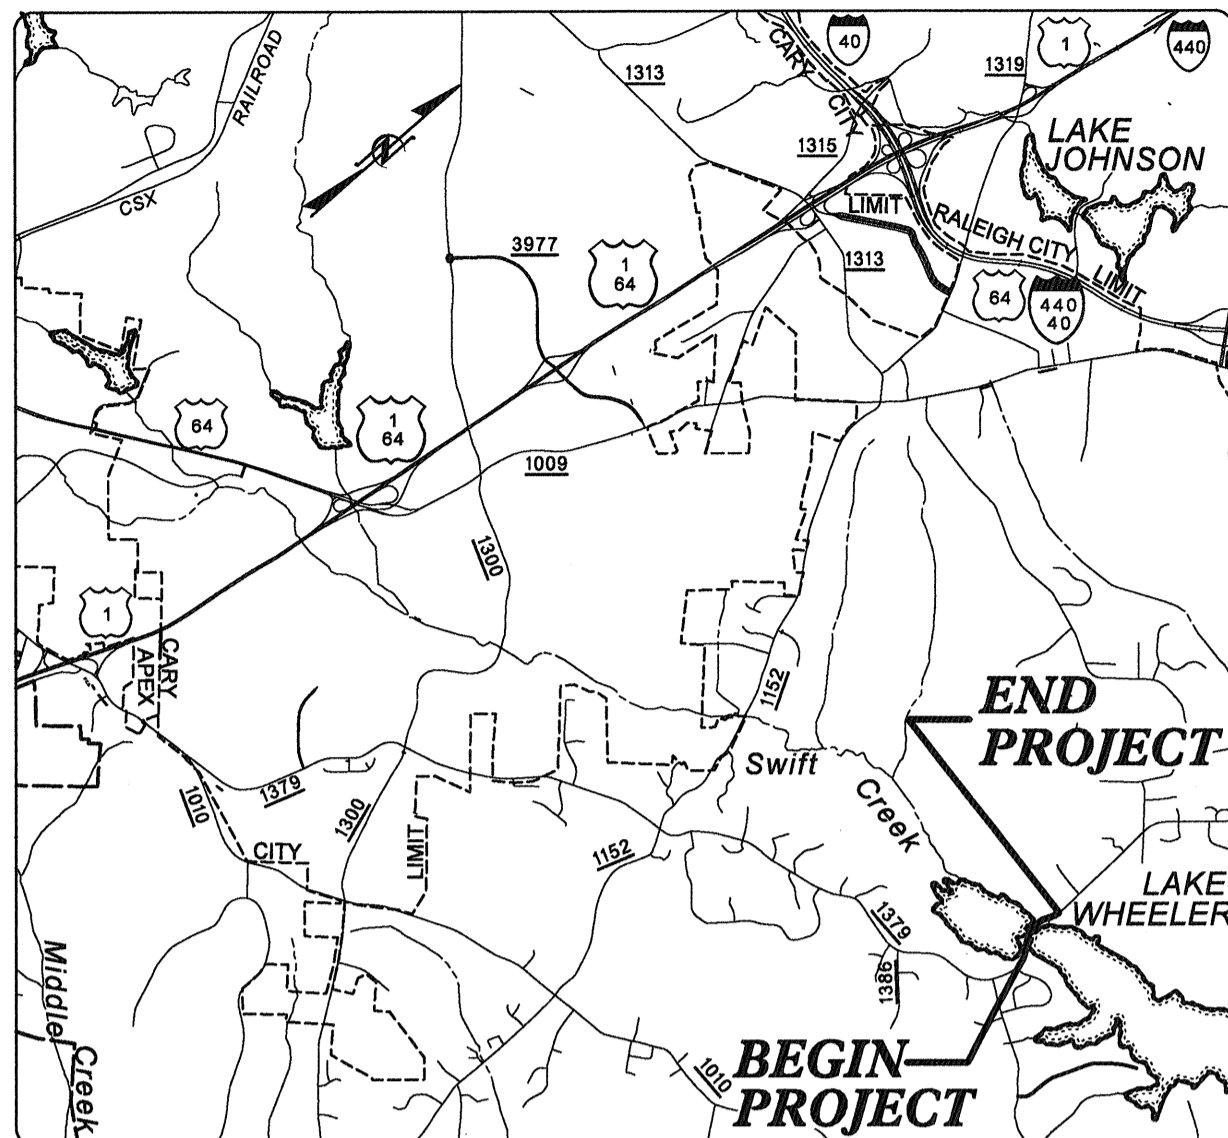 CARY
CITY
LIMIT
40
1
440
1313
1319
RAILROAD
CSX
1315
LAKE
JOHNSON
N
3977
1
64
1313
RALEIGH CITY
LIMIT
64
440
40
64
1
64
1009
1300
1
CARY
APEX
1152
END
PROJECT
Swift
Creek
1379
1010
1300
CITY
LIMIT
1152
LAKE
WHEELER
1379
1386
Middle
Creek
BEGIN
PROJECT
1010